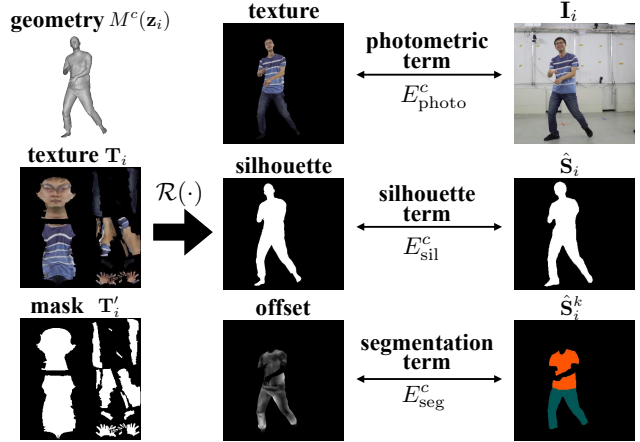 geometry M^c(z_i)
texture
I_i
photometric
term
E^c_photo
texture T_i
silhouette
Ŝ_i
R(·)
silhouette
term
E^c_sil
mask T′_i
offset
Ŝ^k_i
segmentation
term
E^c_seg